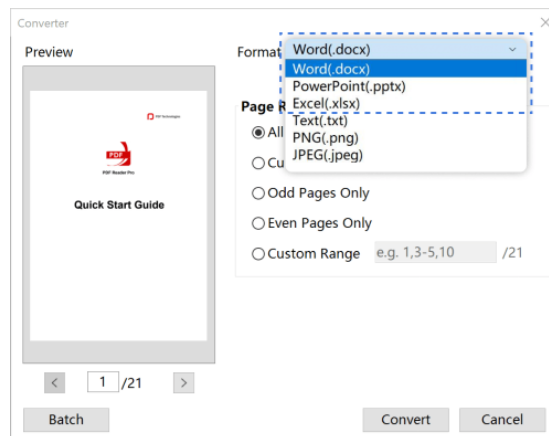 Converter
Preview
Format
Word(.docx)
Word(.docx)
PowerPoint(.pptx)
Excel(.xlsx)
Text(.txt)
PNG(.png)
JPEG(.jpeg)
PDF Technologies
PDF
PDF Reader Pro
Quick Start Guide
Page R
All
Cu
Odd Pages Only
Even Pages Only
Custom Range e.g. 1,3-5,10 /21
< 1 /21 >
Batch Convert Cancel